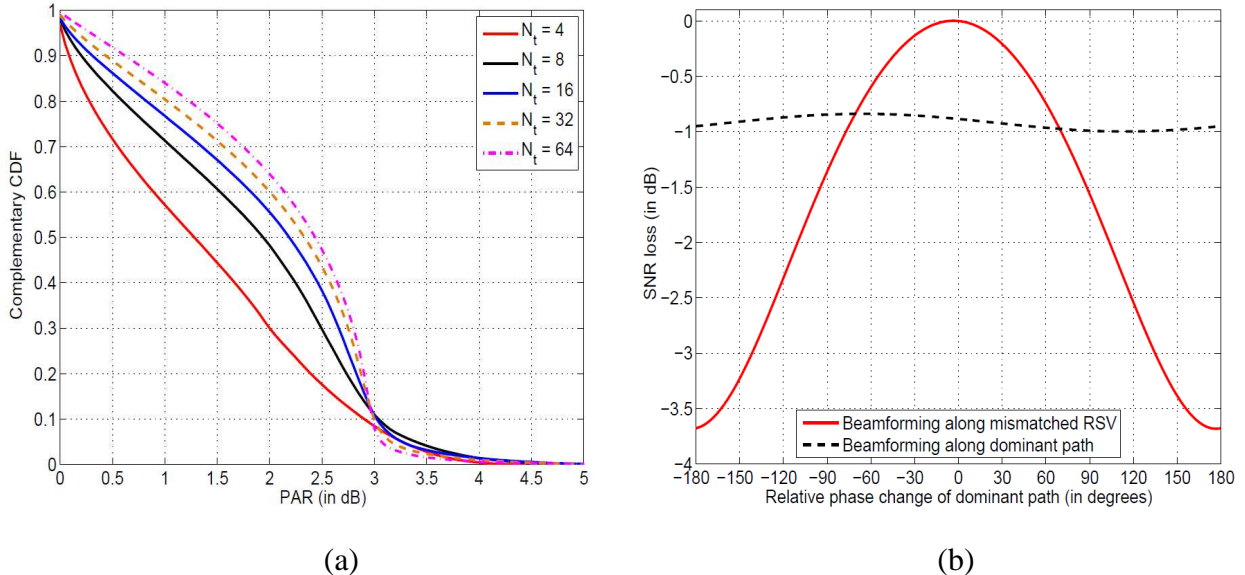 1
0.9
0.8
0.7
0.6
0.5
0.4
0.3
0.2
0.1
0
Complementary CDF
0 0.5 1 1.5 2 2.5 3 3.5 4 4.5 5
PAR (in dB)
N_t = 4
N_t = 8
N_t = 16
N_t = 32
N_t = 64
(a)
−0
−0.5
−1
−1.5
−2
−2.5
−3
−3.5
−4
SNR loss (in dB)
−180 −150 −120 −90 −60 −30 0 30 60 90 120 150 180
Relative phase change of dominant path (in degrees)
Beamforming along mismatched RSV
Beamforming along dominant path
(b)